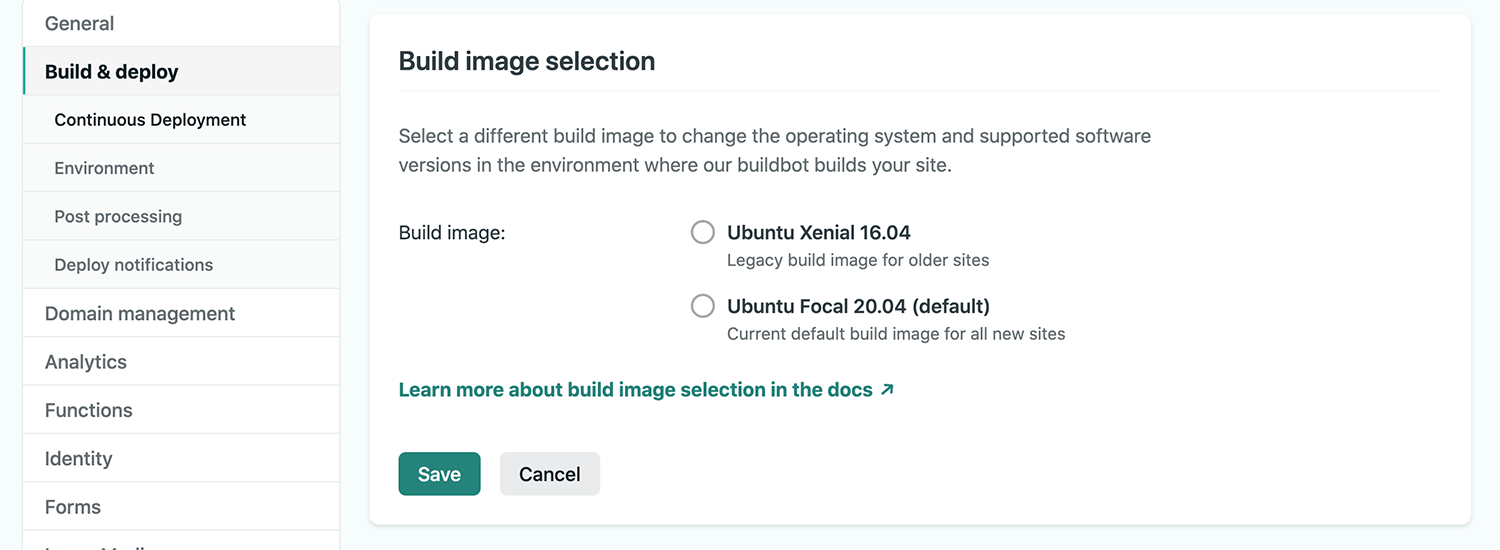 General
Build & deploy
Continuous Deployment
Environment
Post processing
Deploy notifications
Domain management
Analytics
Functions
Identity
Forms
Build image selection
Select a different build image to change the operating system and supported software
versions in the environment where our buildbot builds your site.
Build image:
Ubuntu Xenial 16.04
Legacy build image for older sites
Ubuntu Focal 20.04 (default)
Current default build image for all new sites
Learn more about build image selection in the docs ↗
Save
Cancel